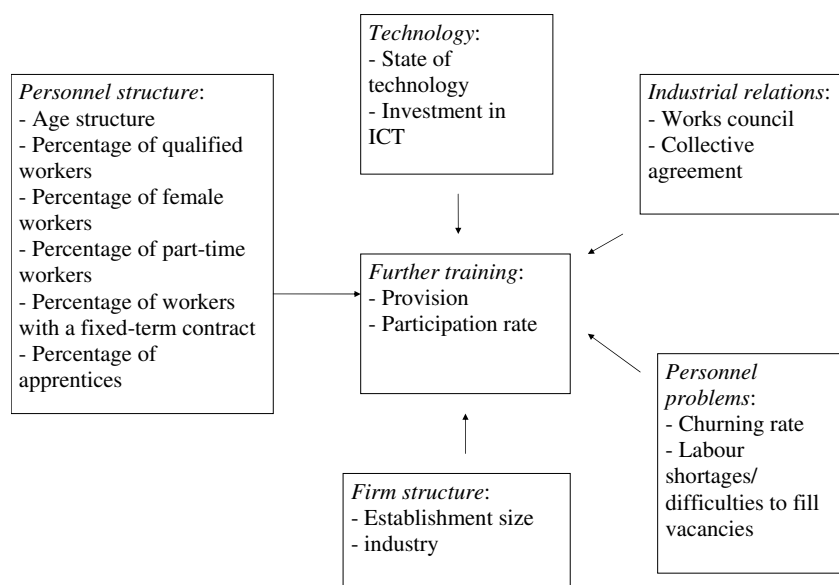 Technology:
- State of
technology
- Investment in
ICT
Personnel structure:
- Age structure
- Percentage of qualified
workers
- Percentage of female
workers
- Percentage of part-time
workers
- Percentage of workers
with a fixed-term contract
- Percentage of
apprentices
Industrial relations:
- Works council
- Collective
agreement
Further training:
- Provision
- Participation rate
Personnel
problems:
- Churning rate
- Labour
shortages/
difficulties to fill
vacancies
Firm structure:
- Establishment size
- industry